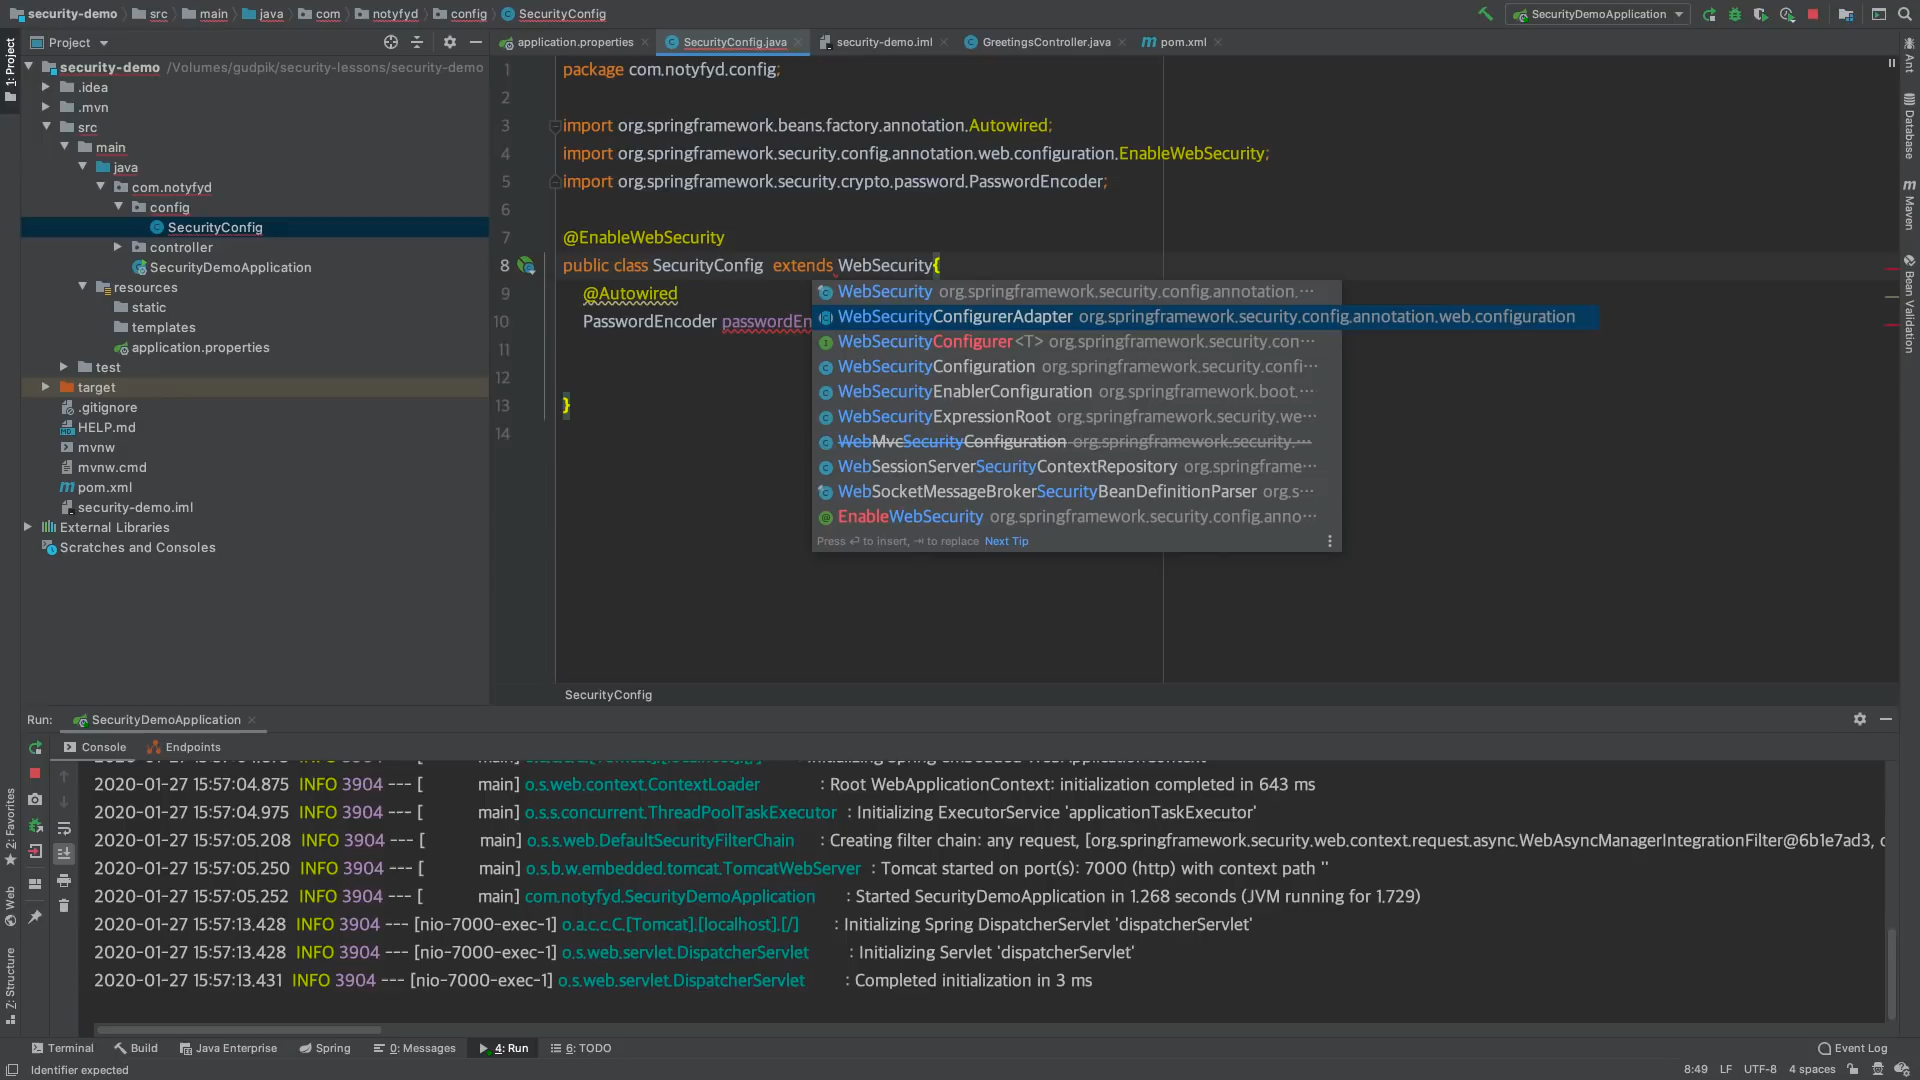 security-demo src main java com notyfyd config SecurityConfig
SecurityDemoApplication
1: Project
Project
application.properties
SecurityConfig.java
security-demo.iml
GreetingsController.java
pom.xml
security-demo /Volumes/gudpik/security-lessons/security-demo
.idea
.mvn
src
main
java
com.notyfyd
config
SecurityConfig
controller
SecurityDemoApplication
resources
static
templates
application.properties
test
target
.gitignore
HELP.md
mvnw
mvnw.cmd
pom.xml
security-demo.iml
External Libraries
Scratches and Consoles
1 package com.notyfyd.config;
2
3 import org.springframework.beans.factory.annotation.Autowired;
4 import org.springframework.security.config.annotation.web.configuration.EnableWebSecurity;
5 import org.springframework.security.crypto.password.PasswordEncoder;
6
7 @EnableWebSecurity
8 public class SecurityConfig extends WebSecurity{
9 @Autowired
10 PasswordEncoder passwordEn
11
12
13 }
14
WebSecurity org.springframework.security.config.annotation.…
WebSecurityConfigurerAdapter org.springframework.security.config.annotation.web.configuration
WebSecurityConfigurer<T> org.springframework.security.con…
WebSecurityConfiguration org.springframework.security.confi…
WebSecurityEnablerConfiguration org.springframework.boot.…
WebSecurityExpressionRoot org.springframework.security.we…
WebMvcSecurityConfiguration org.springframework.security.…
WebSessionServerSecurityContextRepository org.springframe…
WebSocketMessageBrokerSecurityBeanDefinitionParser org.s…
EnableWebSecurity org.springframework.security.config.anno…
Press ⏎ to insert, ⇥ to replace Next Tip
SecurityConfig
Ant
Database
Maven
Bean Validation
Run: SecurityDemoApplication
Console Endpoints
2020-01-27 15:57:04.875 INFO 3904 --- [ main] o.s.web.context.ContextLoader : Root WebApplicationContext: initialization completed in 643 ms
2020-01-27 15:57:04.975 INFO 3904 --- [ main] o.s.s.concurrent.ThreadPoolTaskExecutor : Initializing ExecutorService 'applicationTaskExecutor'
2020-01-27 15:57:05.208 INFO 3904 --- [ main] o.s.s.web.DefaultSecurityFilterChain : Creating filter chain: any request, [org.springframework.security.web.context.request.async.WebAsyncManagerIntegrationFilter@6b1e7ad3, o
2020-01-27 15:57:05.250 INFO 3904 --- [ main] o.s.b.w.embedded.tomcat.TomcatWebServer : Tomcat started on port(s): 7000 (http) with context path ''
2020-01-27 15:57:05.252 INFO 3904 --- [ main] com.notyfyd.SecurityDemoApplication : Started SecurityDemoApplication in 1.268 seconds (JVM running for 1.729)
2020-01-27 15:57:13.428 INFO 3904 --- [nio-7000-exec-1] o.a.c.c.C.[Tomcat].[localhost].[/] : Initializing Spring DispatcherServlet 'dispatcherServlet'
2020-01-27 15:57:13.428 INFO 3904 --- [nio-7000-exec-1] o.s.web.servlet.DispatcherServlet : Initializing Servlet 'dispatcherServlet'
2020-01-27 15:57:13.431 INFO 3904 --- [nio-7000-exec-1] o.s.web.servlet.DispatcherServlet : Completed initialization in 3 ms
2: Favorites
Web
Z: Structure
Terminal Build Java Enterprise Spring 0: Messages 4: Run 6: TODO Event Log
Identifier expected 8:49 LF UTF-8 4 spaces